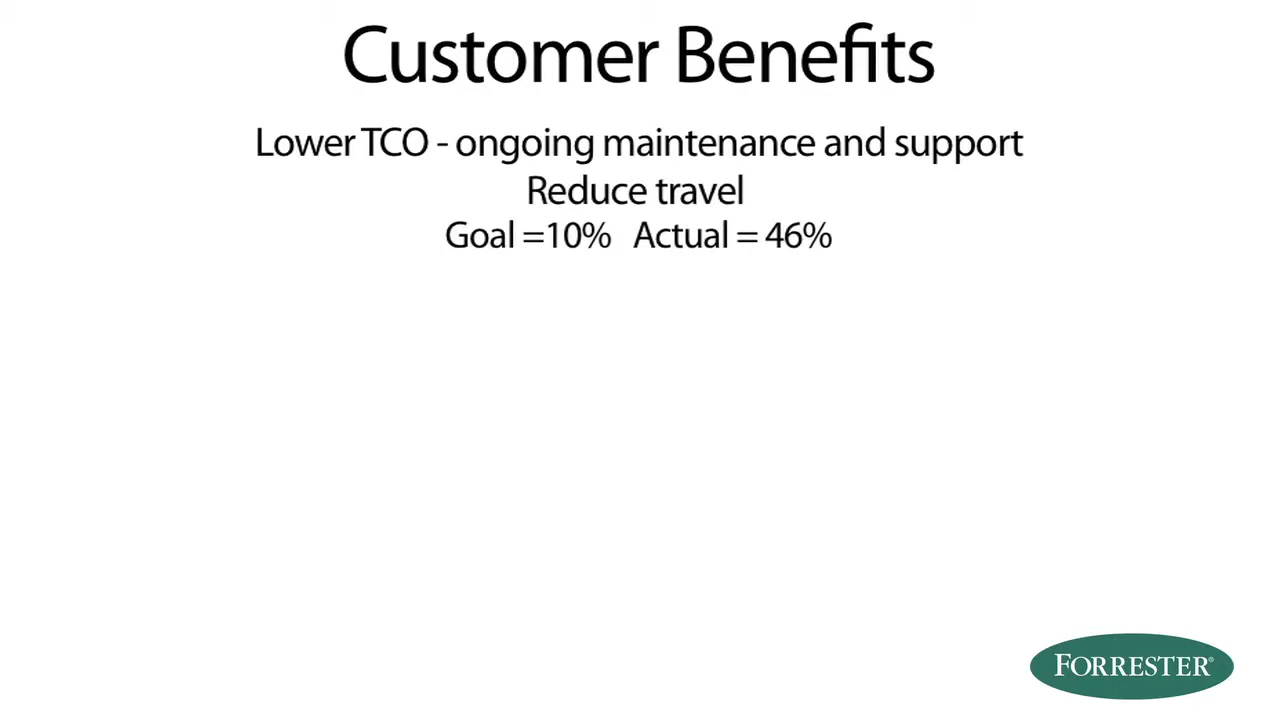 Customer Benefits
Lower TCO - ongoing maintenance and support
Reduce travel
Goal =10%   Actual = 46%
FORRESTER®